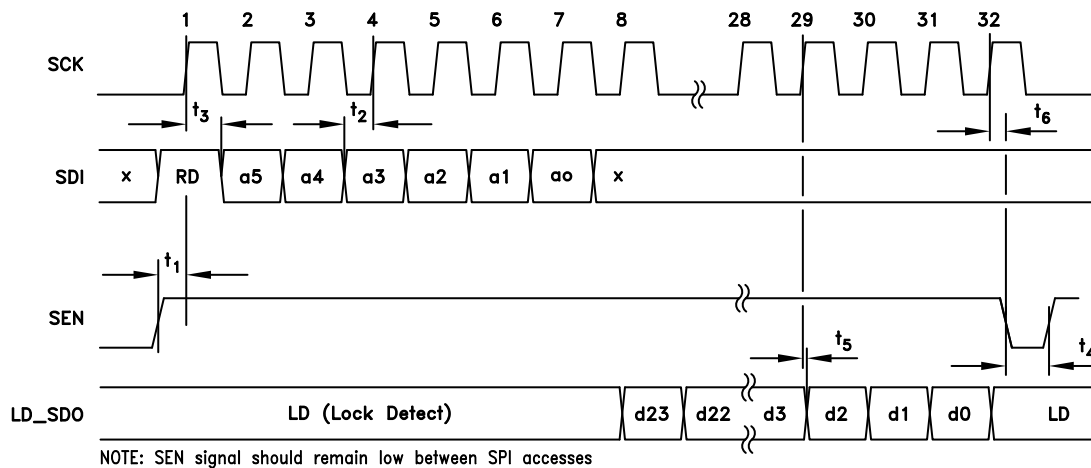 1 2 3 4 5 6 7 8 28 29 30 31 32
SCK
t3 t2 t6
SDI x RD a5 a4 a3 a2 a1 ao x
t1
SEN
t5 t4
LD_SDO LD (Lock Detect) d23 d22 d3 d2 d1 d0 LD
NOTE: SEN signal should remain low between SPI accesses